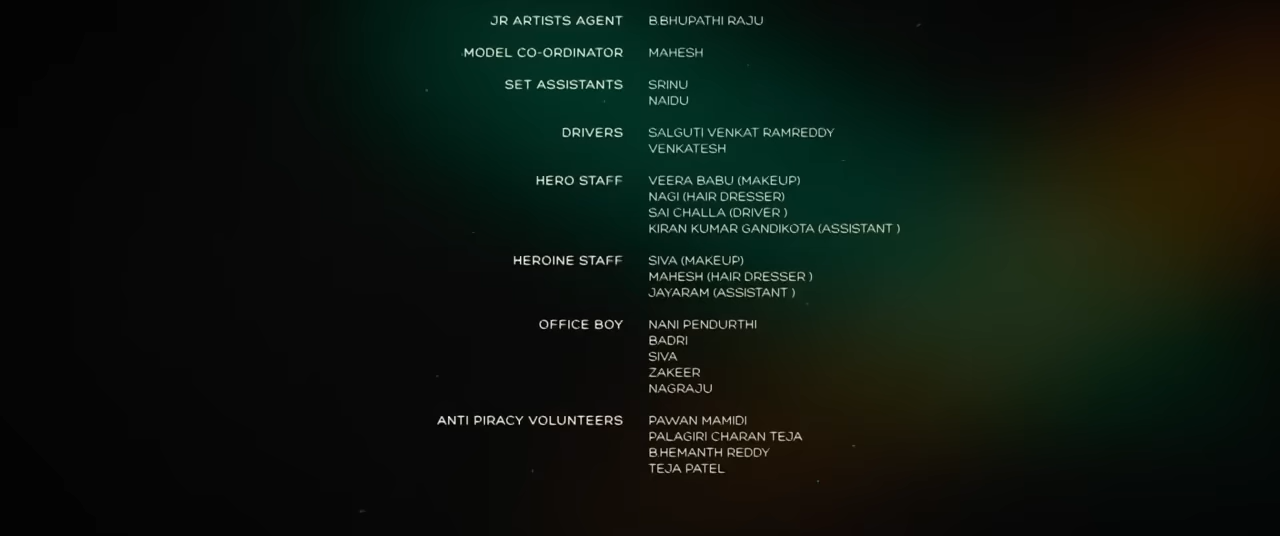 JR ARTISTS AGENT B.BHUPATHI RAJU
MODEL CO-ORDINATOR MAHESH
SET ASSISTANTS SRINU
NAIDU
DRIVERS SALGUTI VENKAT RAMREDDY
VENKATESH
HERO STAFF VEERA BABU (MAKEUP)
NAGI (HAIR DRESSER)
SAI CHALLA (DRIVER )
KIRAN KUMAR GANDIKOTA (ASSISTANT )
HEROINE STAFF SIVA (MAKEUP)
MAHESH (HAIR DRESSER )
JAYARAM (ASSISTANT )
OFFICE BOY NANI PENDURTHI
BADRI
SIVA
ZAKEER
NAGRAJU
ANTI PIRACY VOLUNTEERS PAWAN MAMIDI
PALAGIRI CHARAN TEJA
B.HEMANTH REDDY
TEJA PATEL